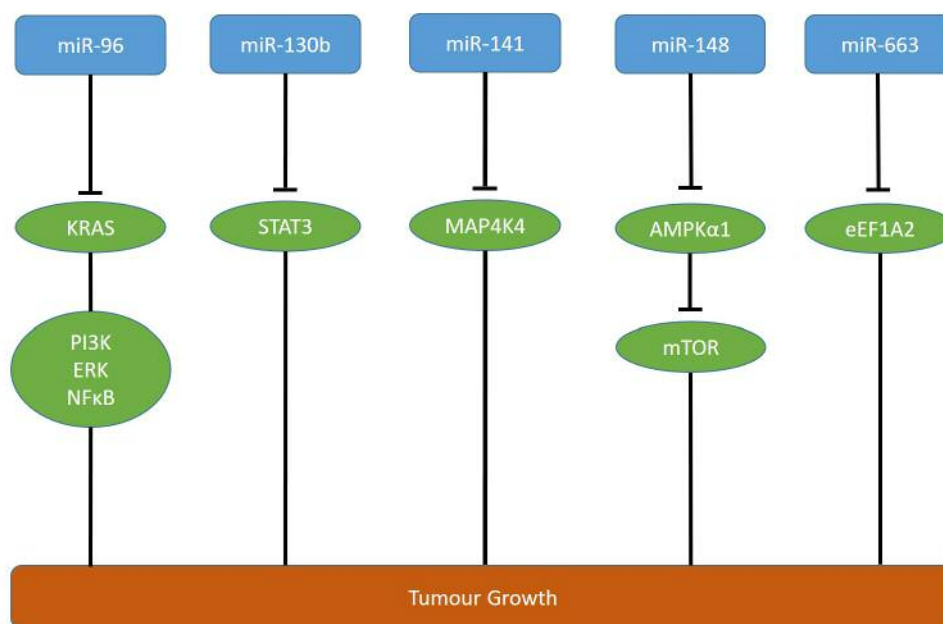 miR-96
miR-130b
miR-141
miR-148
miR-663
KRAS
STAT3
MAP4K4
AMPKα1
eEF1A2
PI3K
ERK
NFκB
mTOR
Tumour Growth